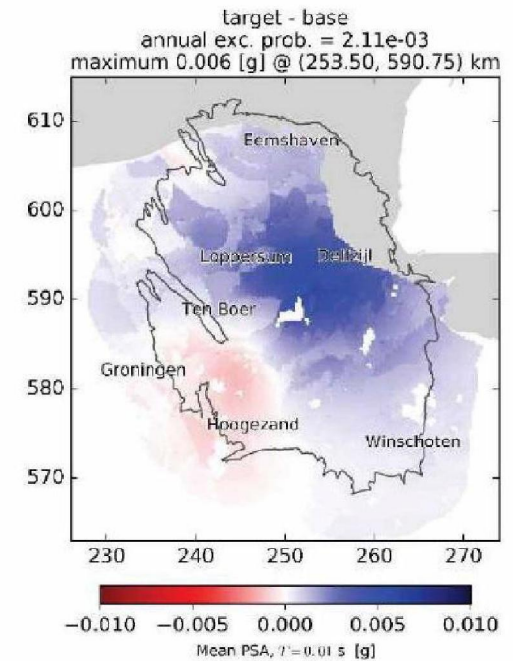 target - base
annual exc. prob. = 2.11e-03
maximum 0.006 [g] @ (253.50, 590.75) km
610
600
590
580
570
Eemshaven
Loppersum
Delfzijl
Ten Boer
Groningen
Hoogezand
Winschoten
230
240
250
260
270
−0.010
−0.005
0.000
0.005
0.010
Mean PSA, T = 0.01 s [g]